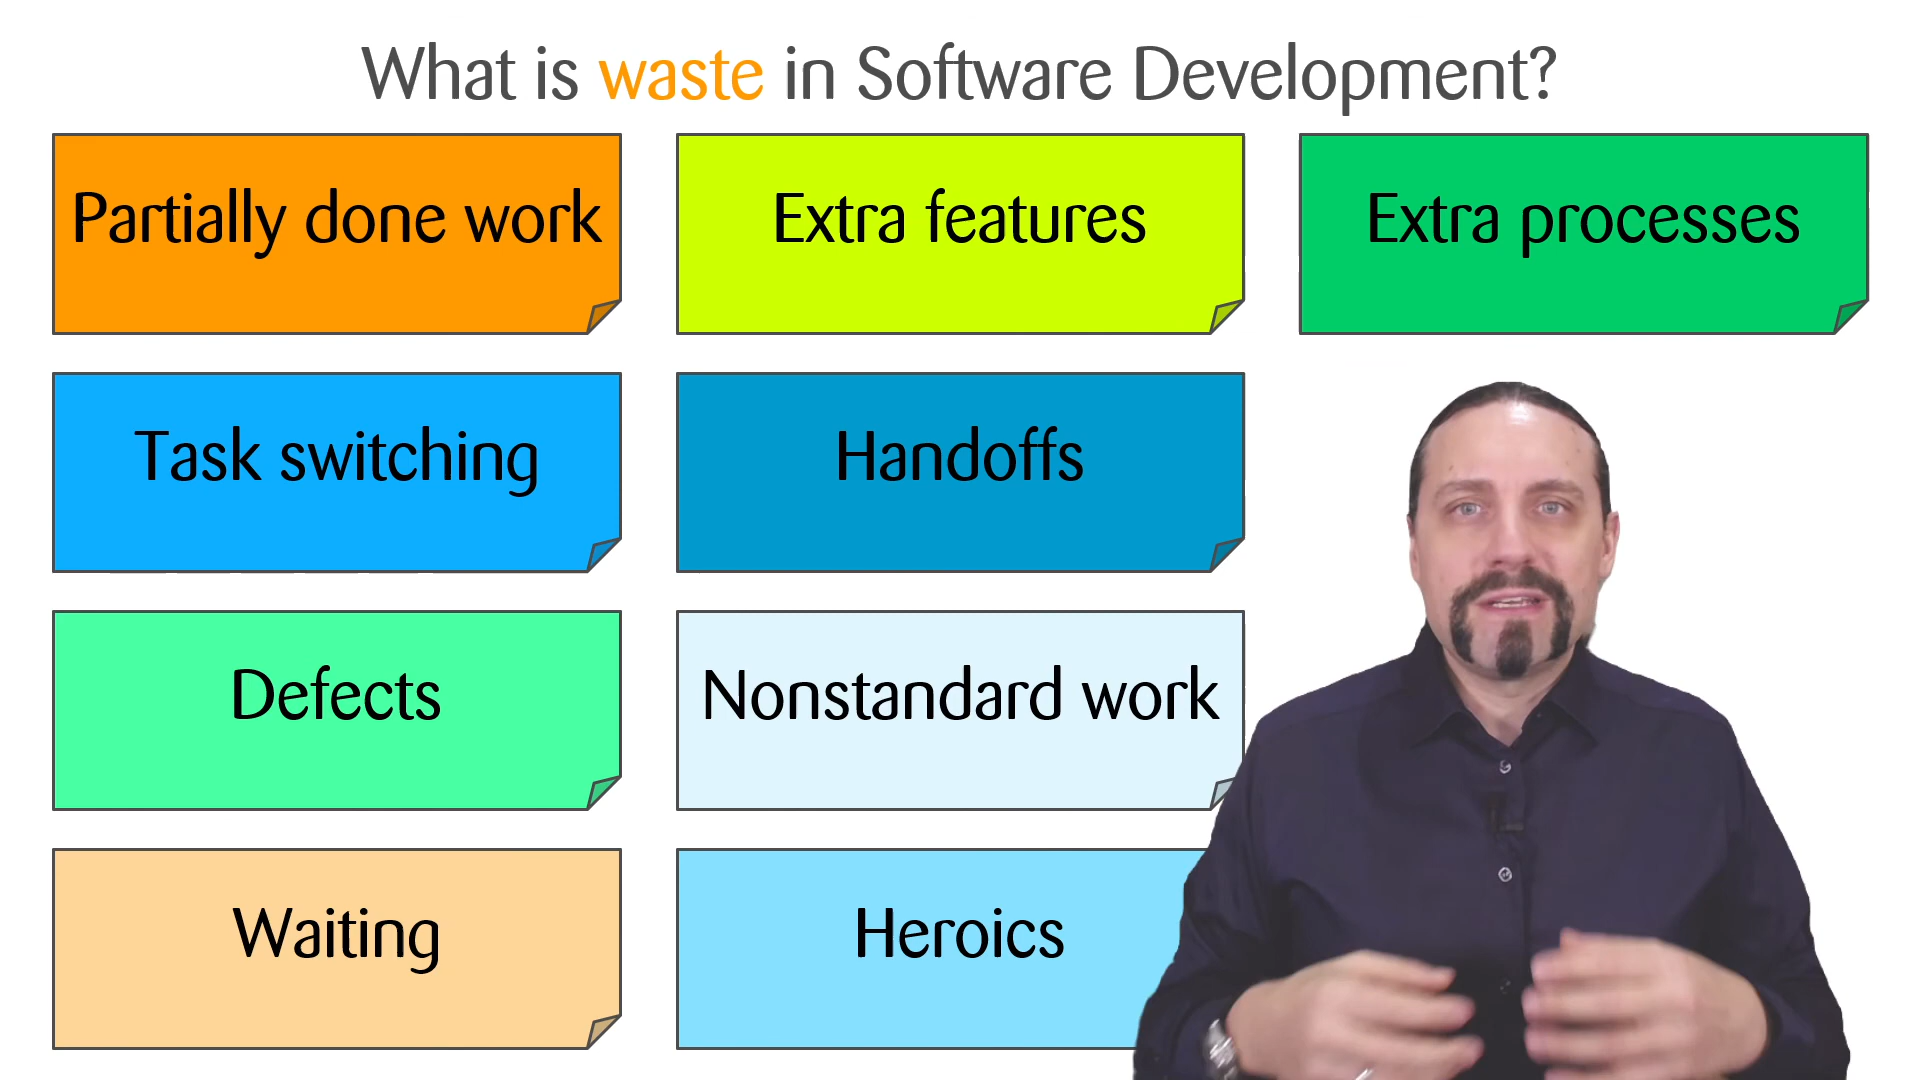 What is waste in Software Development?
Partially done work
Extra features
Extra processes
Task switching
Handoffs
Defects
Nonstandard work
Waiting
Heroics